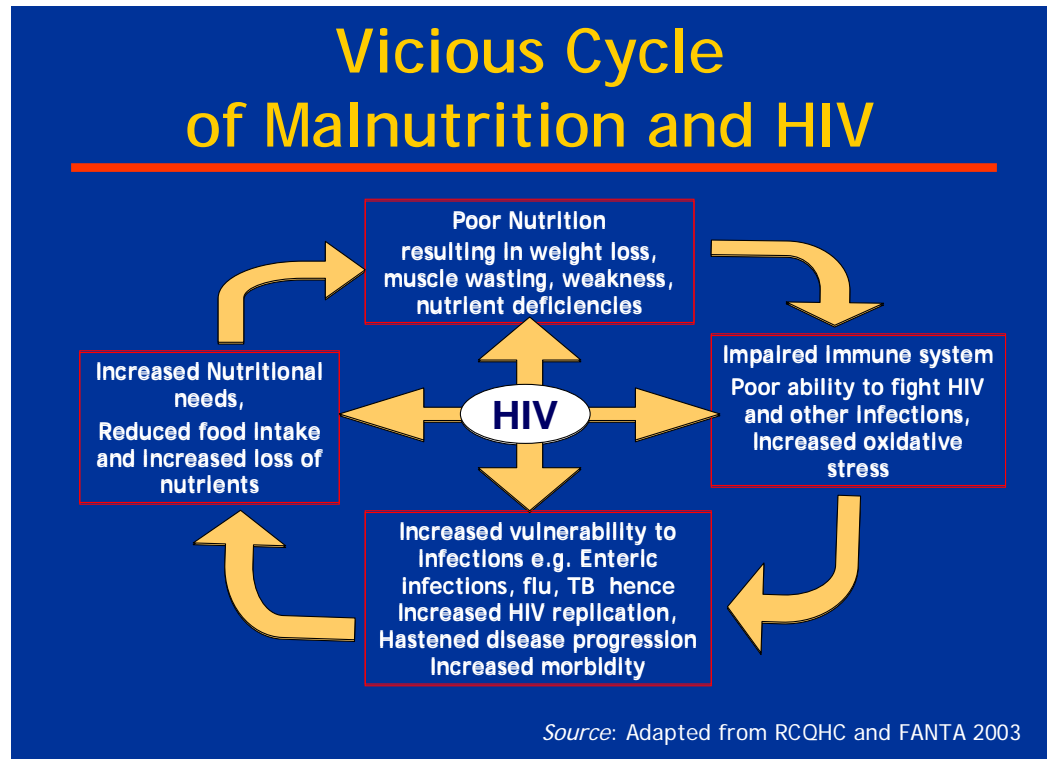 Vicious Cycle
of Malnutrition and HIV
Poor Nutrition
resulting in weight loss,
muscle wasting, weakness,
nutrient deficiencies
Impaired immune system
Poor ability to fight HIV
and other infections,
Increased oxidative
stress
HIV
Increased Nutritional
needs,
Reduced food intake
and increased loss of
nutrients
Increased vulnerability to
infections e.g. Enteric
infections, flu, TB hence
Increased HIV replication,
Hastened disease progression
Increased morbidity
Source: Adapted from RCQHC and FANTA 2003